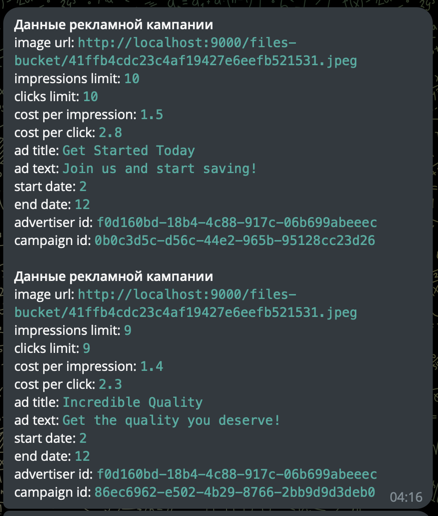 Данные рекламной кампании
image url: http://localhost:9000/files-
bucket/41ffb4cdc23c4af19427e6eefb521531.jpeg
impressions limit: 10
clicks limit: 10
cost per impression: 1.5
cost per click: 2.8
ad title: Get Started Today
ad text: Join us and start saving!
start date: 2
end date: 12
advertiser id: f0d160bd-18b4-4c88-917c-06b699abeeec
campaign id: 0b0c3d5c-d56c-44e2-965b-95128cc23d26

Данные рекламной кампании
image url: http://localhost:9000/files-
bucket/41ffb4cdc23c4af19427e6eefb521531.jpeg
impressions limit: 9
clicks limit: 9
cost per impression: 1.4
cost per click: 2.3
ad title: Incredible Quality
ad text: Get the quality you deserve!
start date: 2
end date: 12
advertiser id: f0d160bd-18b4-4c88-917c-06b699abeeec
campaign id: 86ec6962-e502-4b29-8766-2bb9d9d3deb0
04:16